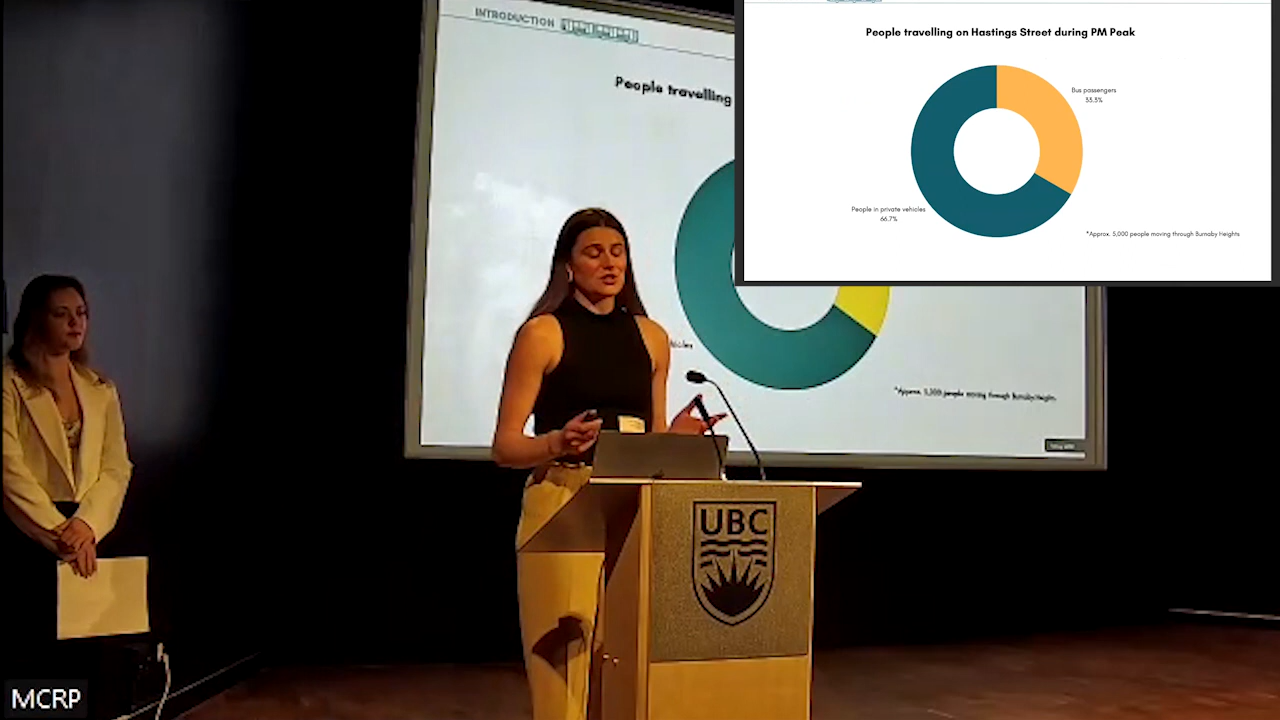 INTRODUCTION
People travelling
People travelling on Hastings Street during PM Peak
Bus passengers
33.3%
People in private vehicles
66.7%
*Approx. 5,000 people moving through Burnaby Heights
*Approx. 5,000 people moving through Burnaby Heights.
UBC
MCRP